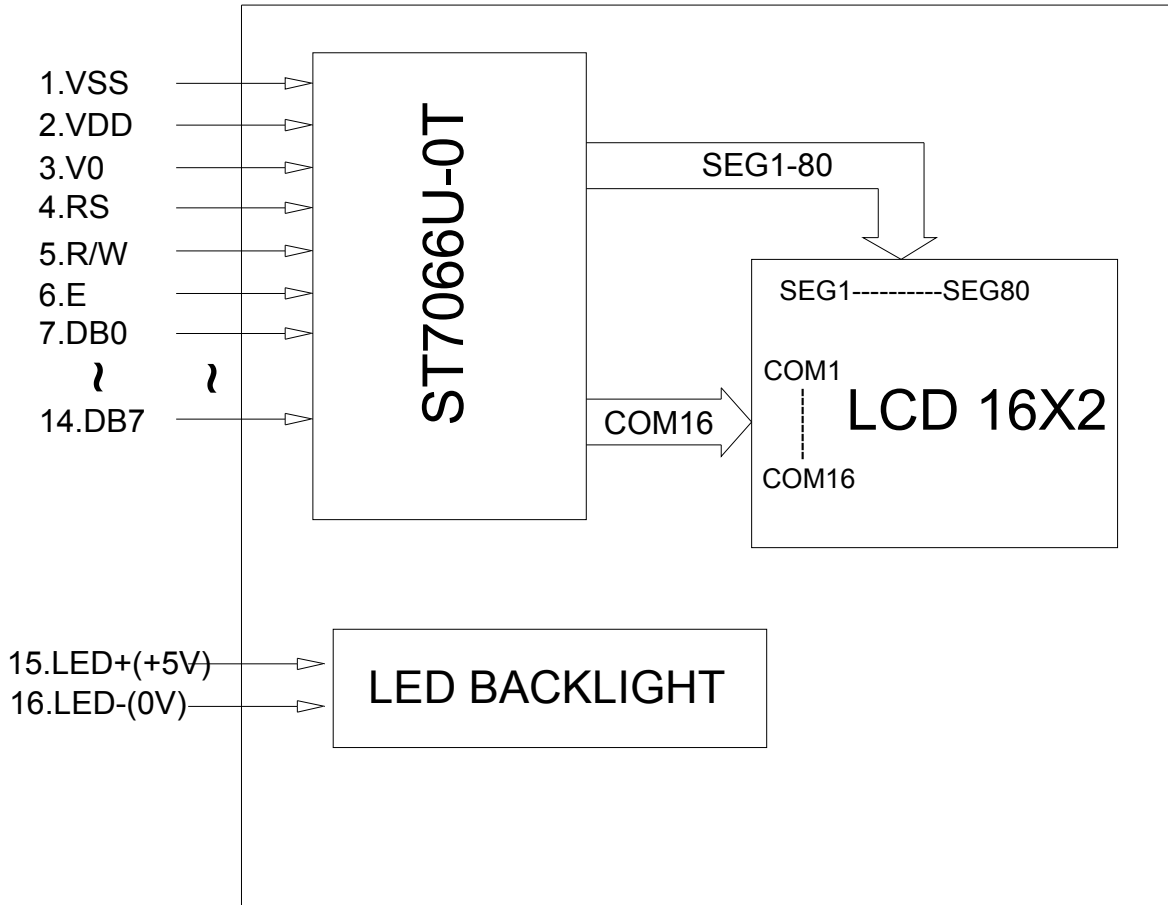 1.VSS
2.VDD
3.V0
4.RS
5.R/W
6.E
7.DB0
~ ~
14.DB7
ST7066U-0T
SEG1-80
SEG1----------SEG80
COM1
COM16
LCD 16X2
COM16
15.LED+(+5V)
16.LED-(0V)
LED BACKLIGHT